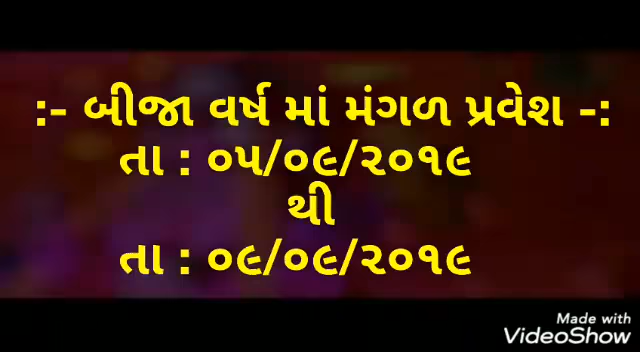 :- બીજા વર્ષ માં મંગળ પ્રવેશ -:
તા : ૦૫/૦૯/૨૦૧૯
થી
તા : ૦૯/૦૯/૨૦૧૯
Made with
VideoShow